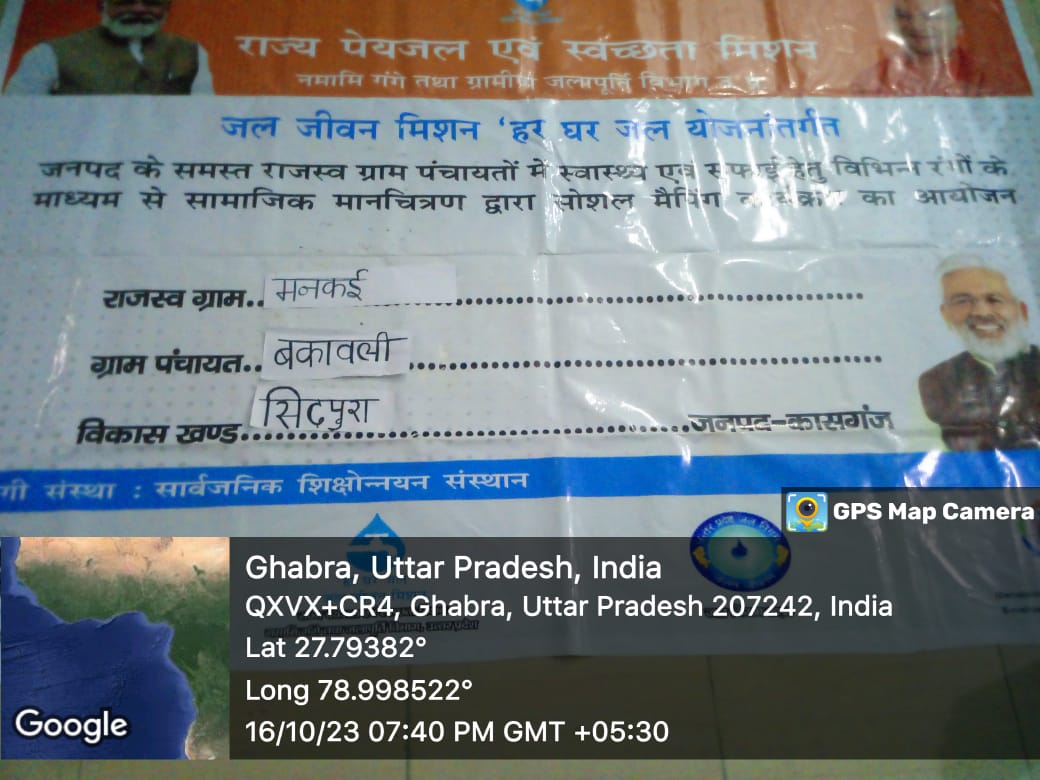 राज्य पेयजल एवं स्वच्छता मिशन
नमामि गंगे तथा ग्रामीण जलापूर्ति विभाग उ. प्र.
जल जीवन मिशन 'हर घर जल योजनांतर्गत
जनपद के समस्त राजस्व ग्राम पंचायतों में स्वास्थ्य एवं सफाई हेतु विभिन्न रंगों के
माध्यम से सामाजिक मानचित्रण द्वारा सोशल मैपिंग कार्यक्रम का आयोजन
राजस्व ग्राम.. मनकई
ग्राम पंचायत.. बकावली
विकास खण्ड.. सिढ़पुरा जनपद-कासगंज
गी संस्था : सार्वजनिक शिक्षोन्नयन संस्थान
GPS Map Camera
Ghabra, Uttar Pradesh, India
QXVX+CR4, Ghabra, Uttar Pradesh 207242, India
Lat 27.79382°
Long 78.998522°
16/10/23 07:40 PM GMT +05:30
Google